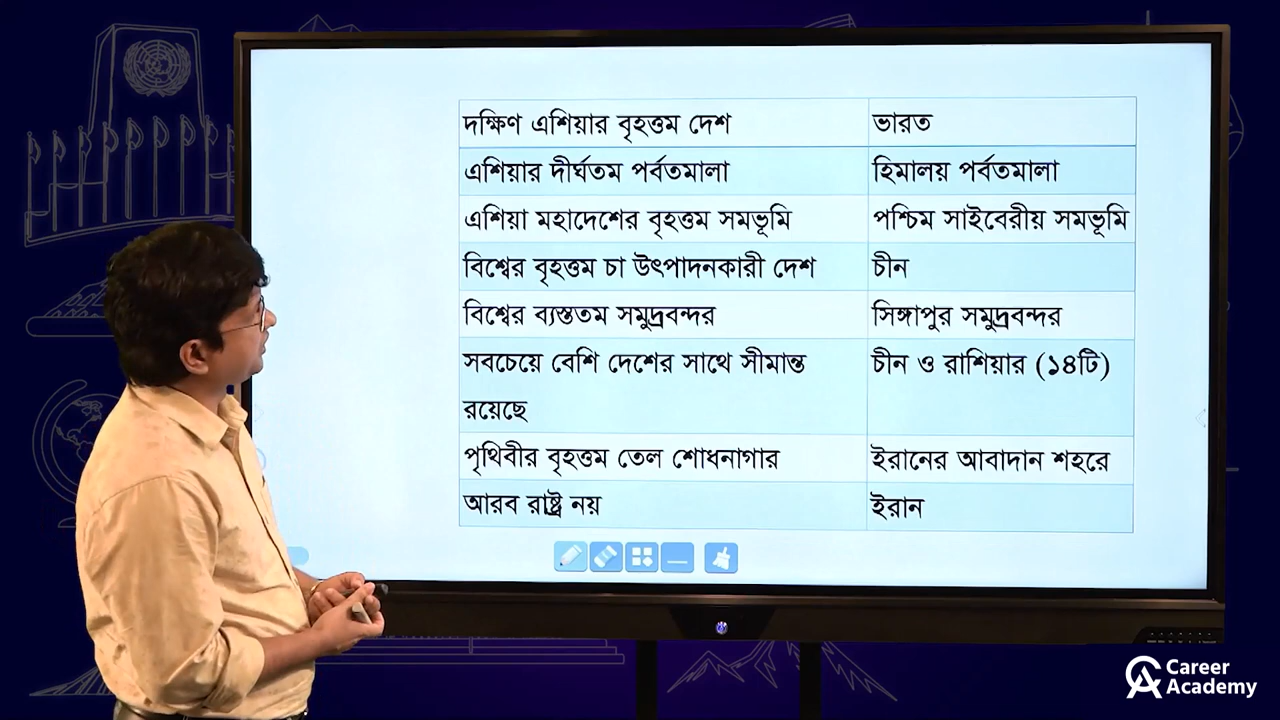 দক্ষিণ এশিয়ার বৃহত্তম দেশ ভারত
এশিয়ার দীর্ঘতম পর্বতমালা হিমালয় পর্বতমালা
এশিয়া মহাদেশের বৃহত্তম সমভূমি পশ্চিম সাইবেরীয় সমভূমি
বিশ্বের বৃহত্তম চা উৎপাদনকারী দেশ চীন
বিশ্বের ব্যস্ততম সমুদ্রবন্দর সিঙ্গাপুর সমুদ্রবন্দর
সবচেয়ে বেশি দেশের সাথে সীমান্ত চীন ও রাশিয়ার (১৪টি)
রয়েছে
পৃথিবীর বৃহত্তম তেল শোধনাগার ইরানের আবাদান শহরে
আরব রাষ্ট্র নয় ইরান
Career
Academy